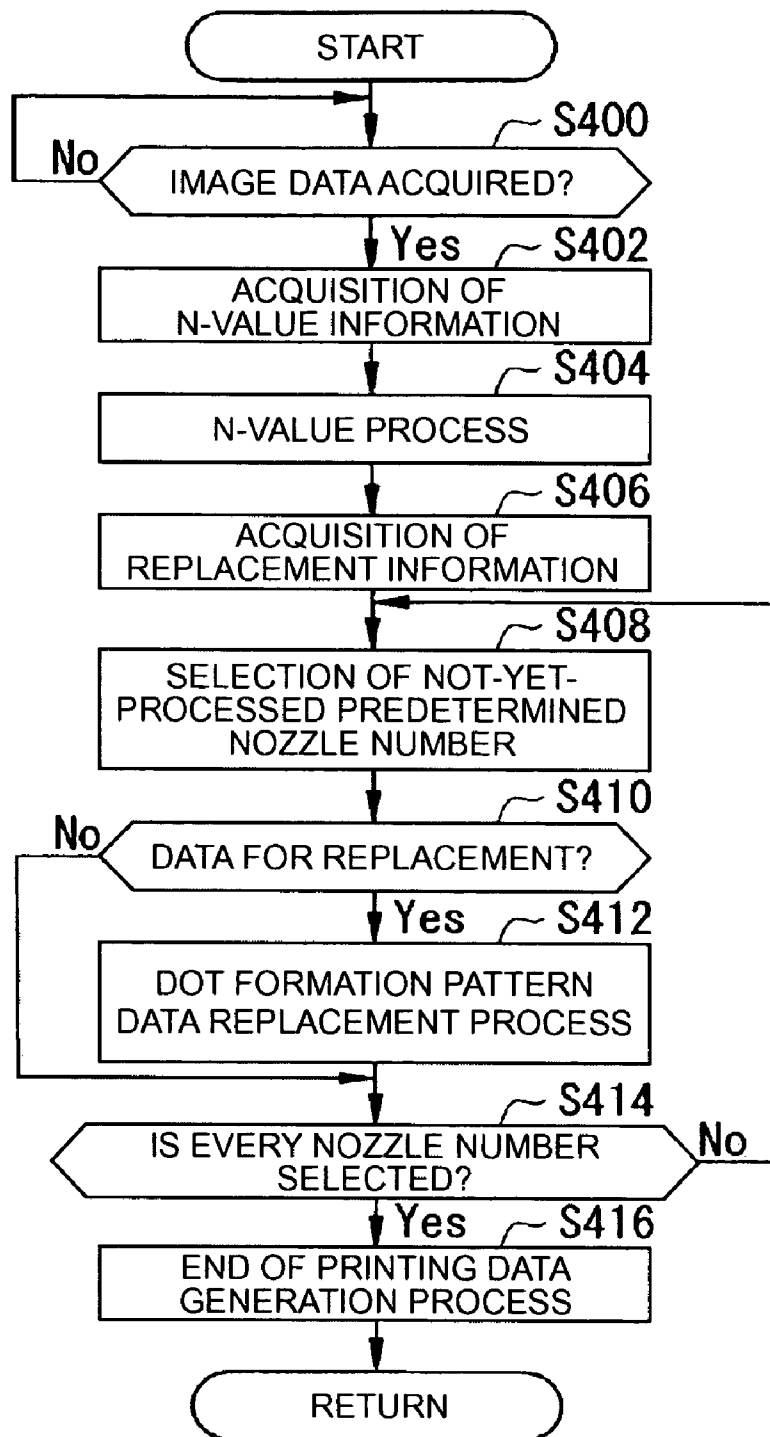 START
S400
No
IMAGE DATA ACQUIRED?
Yes
S402
ACQUISITION OF
N-VALUE INFORMATION
S404
N-VALUE PROCESS
S406
ACQUISITION OF
REPLACEMENT INFORMATION
S408
SELECTION OF NOT-YET-
PROCESSED PREDETERMINED
NOZZLE NUMBER
S410
No
DATA FOR REPLACEMENT?
Yes
S412
DOT FORMATION PATTERN
DATA REPLACEMENT PROCESS
S414
IS EVERY NOZZLE NUMBER
SELECTED?
No
Yes
S416
END OF PRINTING DATA
GENERATION PROCESS
RETURN